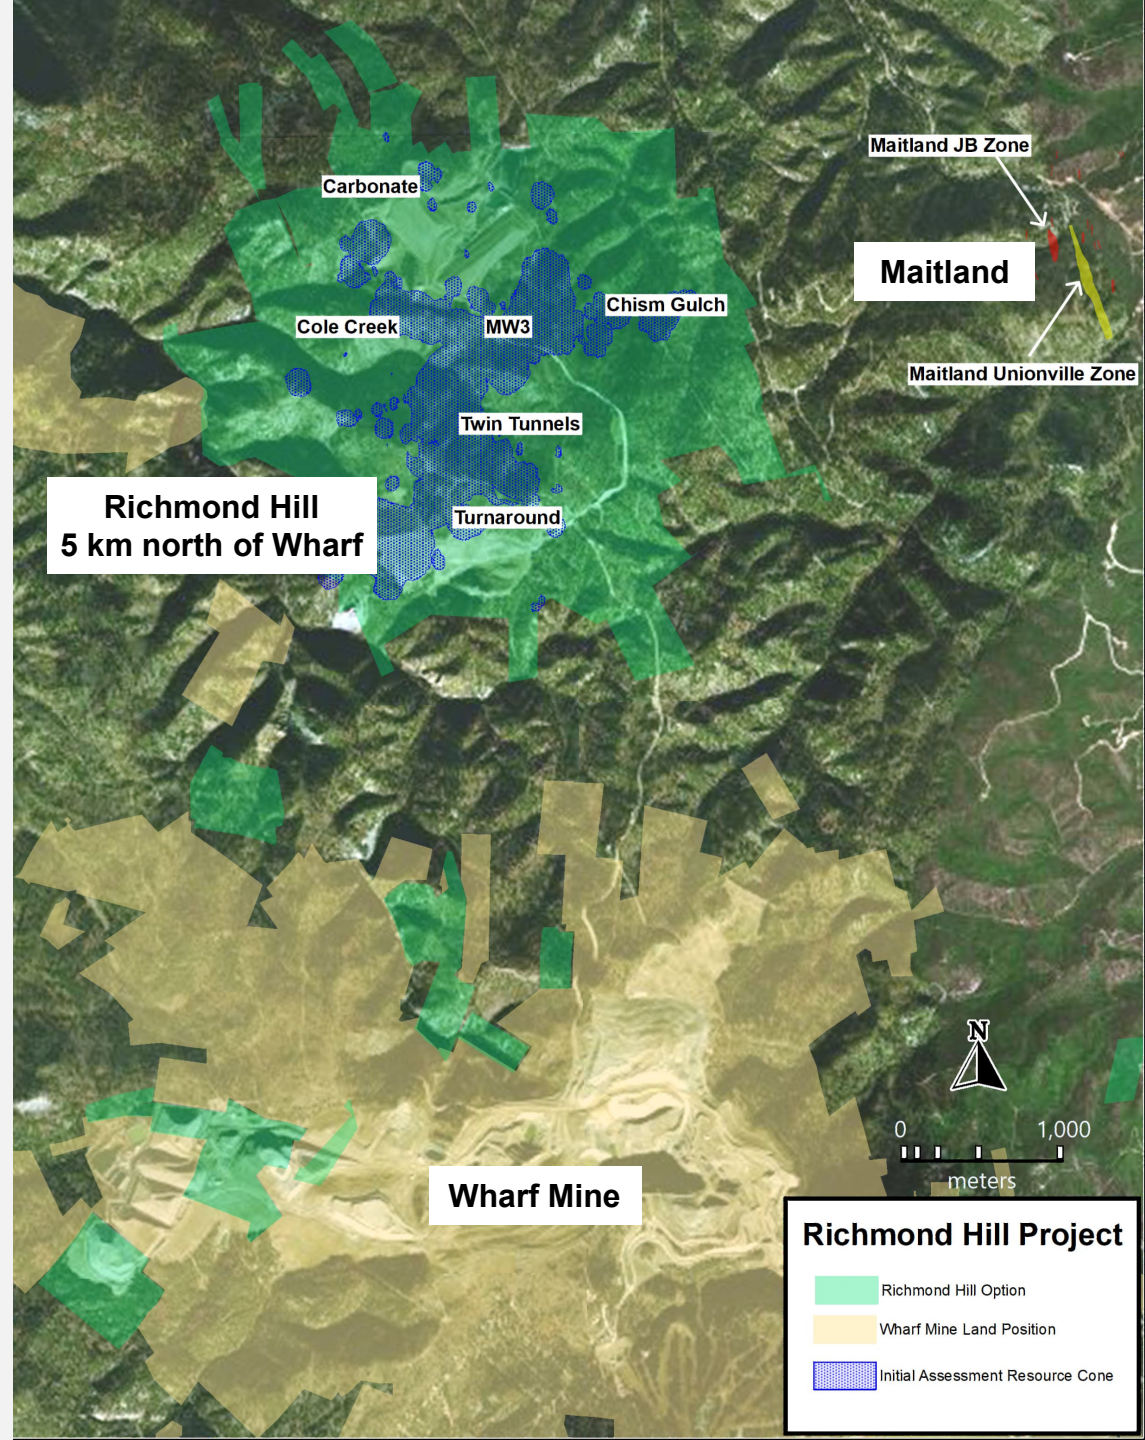 Maitland JB Zone
Carbonate
Maitland
Chism Gulch
Cole Creek
MW3
Maitland Unionville Zone
Twin Tunnels
Richmond Hill
5 km north of Wharf
Turnaround
N
0 1,000
meters
Wharf Mine
Richmond Hill Project
Richmond Hill Option
Wharf Mine Land Position
Initial Assessment Resource Cone